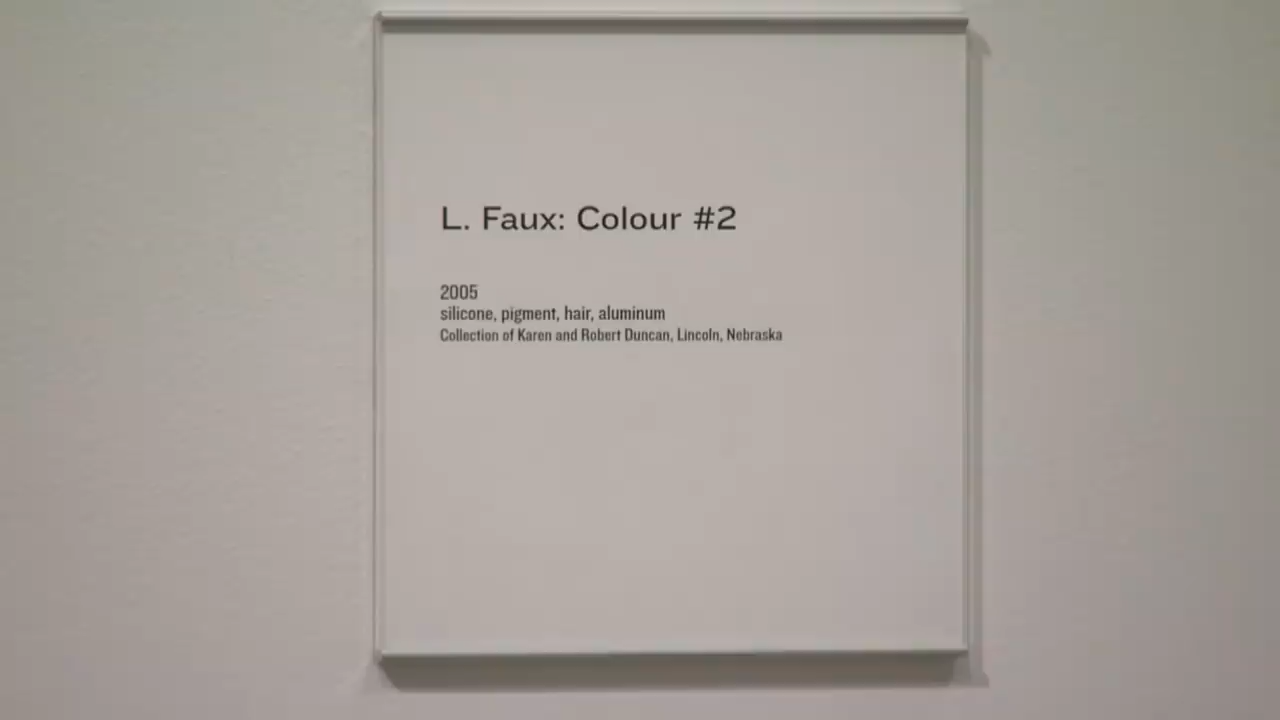 L. Faux: Colour #2
2005
silicone, pigment, hair, aluminum
Collection of Karen and Robert Duncan, Lincoln, Nebraska